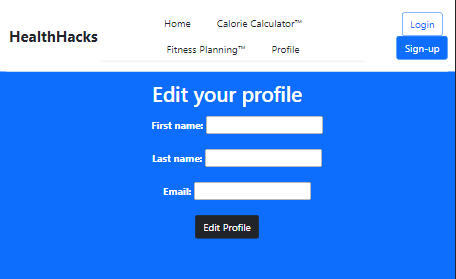 HealthHacks
Home Calorie Calculator™
Fitness Planning™ Profile
Login
Sign-up
Edit your profile
First name:
Last name:
Email:
Edit Profile